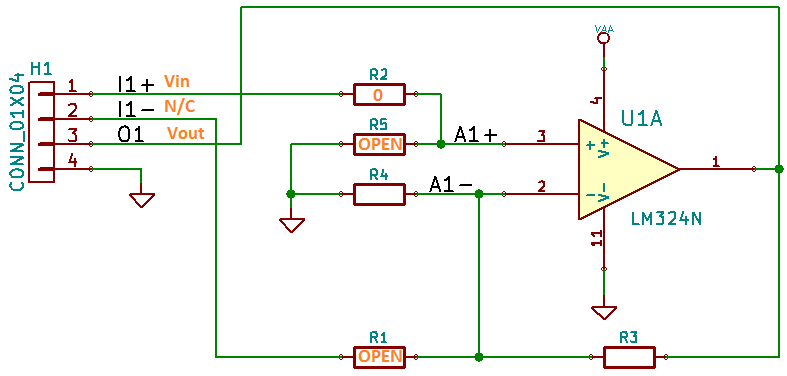 VAA
H1
CONN_01X04
1 I1+ Vin
2 I1- N/C
3 O1 Vout
4
R2
0
R5
OPEN
R4
A1+
A1-
3
2
4
U1A
+
V+
-
V-
1
LM324N
11
R1
OPEN
R3